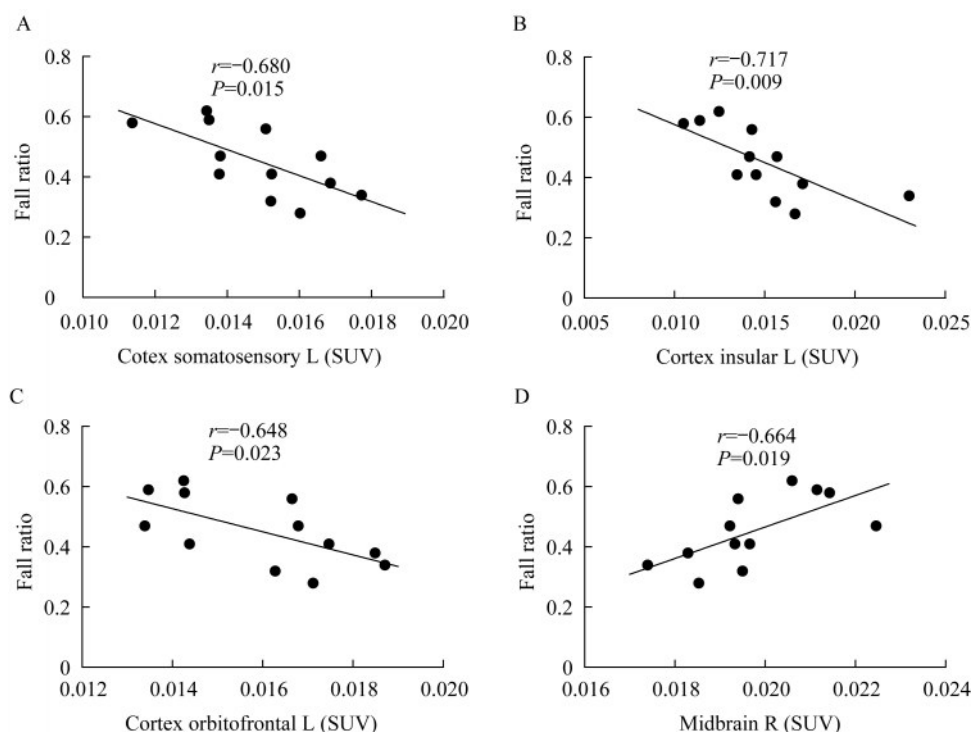 A
r=−0.680
P=0.015
0.8
0.6
0.4
0.2
0
Fall ratio
0.010 0.012 0.014 0.016 0.018 0.020
Cotex somatosensory L (SUV)
B
r=−0.717
P=0.009
0.8
0.6
0.4
0.2
0
Fall ratio
0.005 0.010 0.015 0.020 0.025
Cortex insular L (SUV)
C
r=−0.648
P=0.023
0.8
0.6
0.4
0.2
0
Fall ratio
0.012 0.014 0.016 0.018 0.020
Cortex orbitofrontal L (SUV)
D
r=−0.664
P=0.019
0.8
0.6
0.4
0.2
0
Fall ratio
0.016 0.018 0.020 0.022 0.024
Midbrain R (SUV)